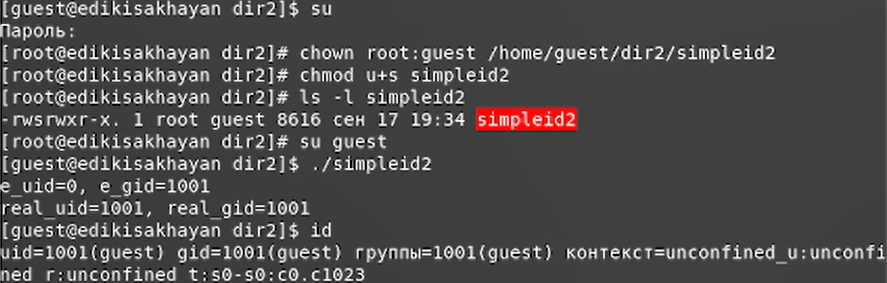 [guest@edikisakhayan dir2]$ su
Пароль:
[root@edikisakhayan dir2]# chown root:guest /home/guest/dir2/simpleid2
[root@edikisakhayan dir2]# chmod u+s simpleid2
[root@edikisakhayan dir2]# ls -l simpleid2
-rwsrwxr-x. 1 root guest 8616 сен 17 19:34 simpleid2
[root@edikisakhayan dir2]# su guest
[guest@edikisakhayan dir2]$ ./simpleid2
e_uid=0, e_gid=1001
real_uid=1001, real_gid=1001
[guest@edikisakhayan dir2]$ id
uid=1001(guest) gid=1001(guest) группы=1001(guest) контекст=unconfined_u:unconfi
ned_r:unconfined_t:s0-s0:c0.c1023